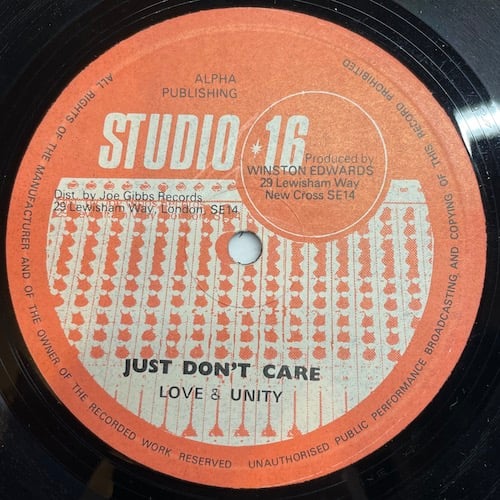 ALL RIGHTS OF THE MANUFACTURER AND OF THE OWNER OF THE RECORDED WORK RESERVED
UNAUTHORISED PUBLIC PERFORMANCE BROADCASTING AND COPYING OF THIS RECORD PROHIBITED
ALPHA
PUBLISHING
STUDIO *16
Produced by
WINSTON EDWARDS
29 Lewisham Way
New Cross SE14
Dist. by Joe Gibbs Records
29 Lewisham Way, London, SE14
JUST DON'T CARE
LOVE & UNITY